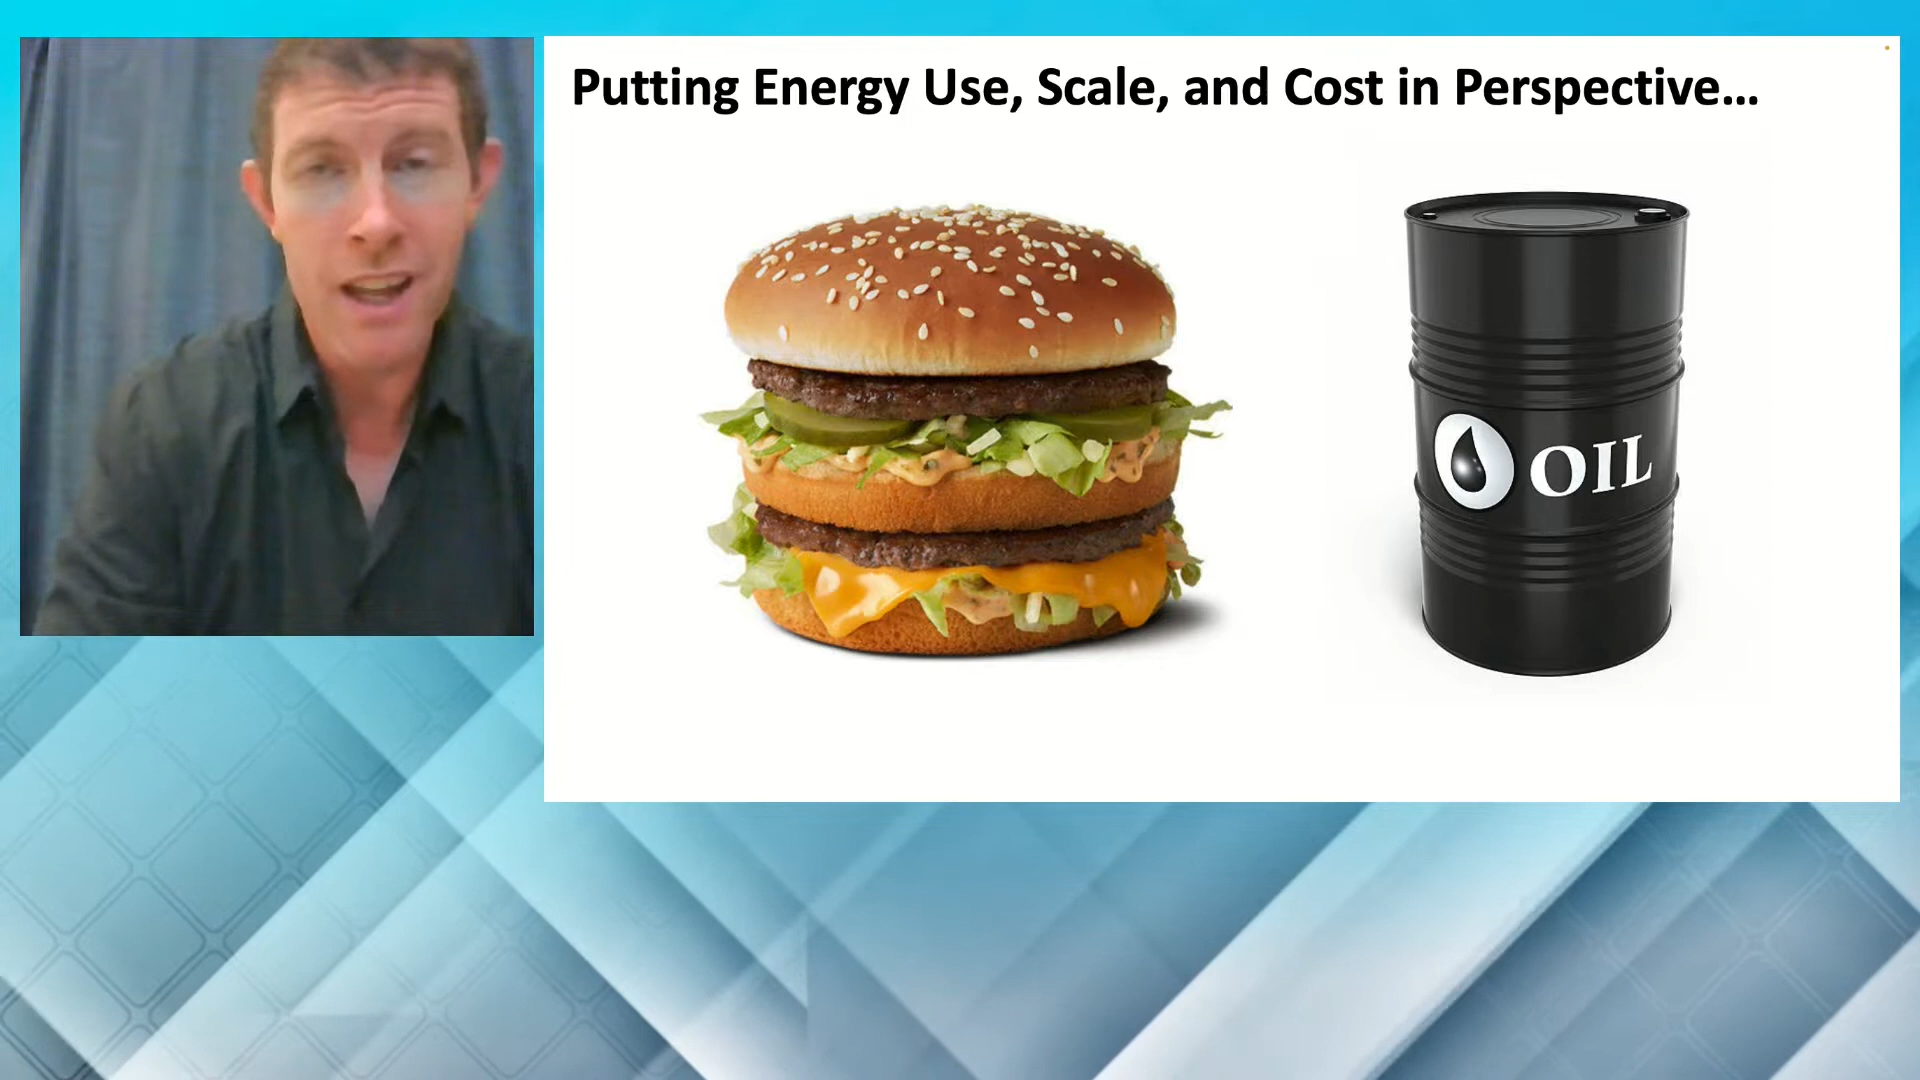 Putting Energy Use, Scale, and Cost in Perspective...
OIL